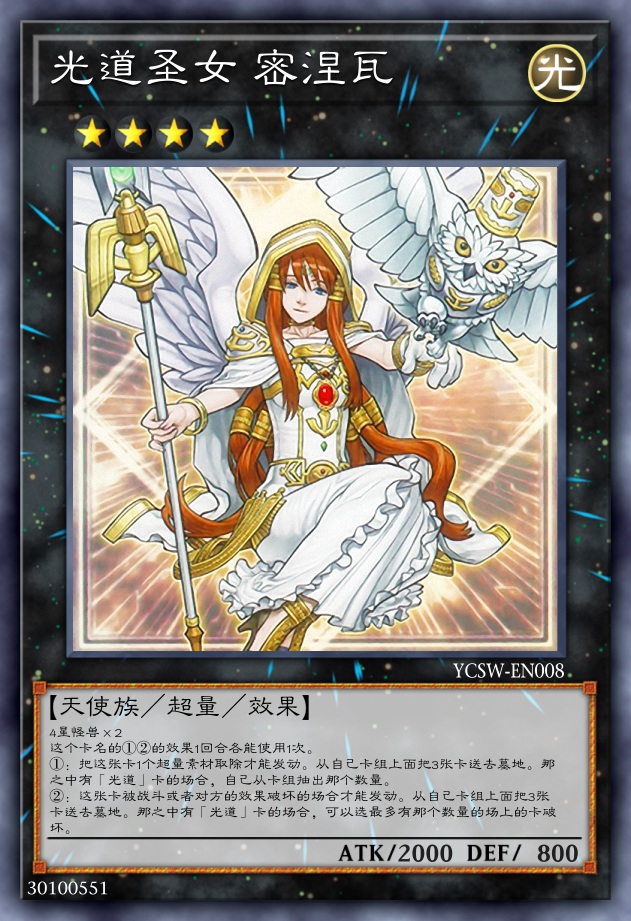 光道圣女 密涅瓦
光
YCSW-EN008
【天使族／超量／效果】
4星怪兽×2
这个卡名的①②的效果1回合各能使用1次。
①：把这张卡1个超量素材取除才能发动。从自己卡组上面把3张卡送去墓地。那
之中有「光道」卡的场合，自己从卡组抽出那个数量。
②：这张卡被战斗或者对方的效果破坏的场合才能发动。从自己卡组上面把3张
卡送去墓地。那之中有「光道」卡的场合，可以选最多有那个数量的场上的卡破
坏。
ATK/2000 DEF/ 800
30100551